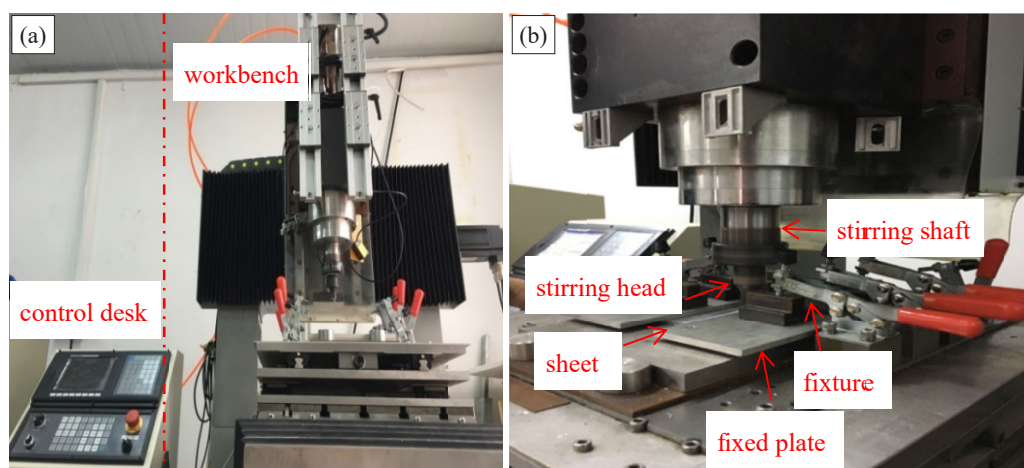 (a)
workbench
control desk
(b)
stirring shaft
stirring head
sheet
fixture
fixed plate